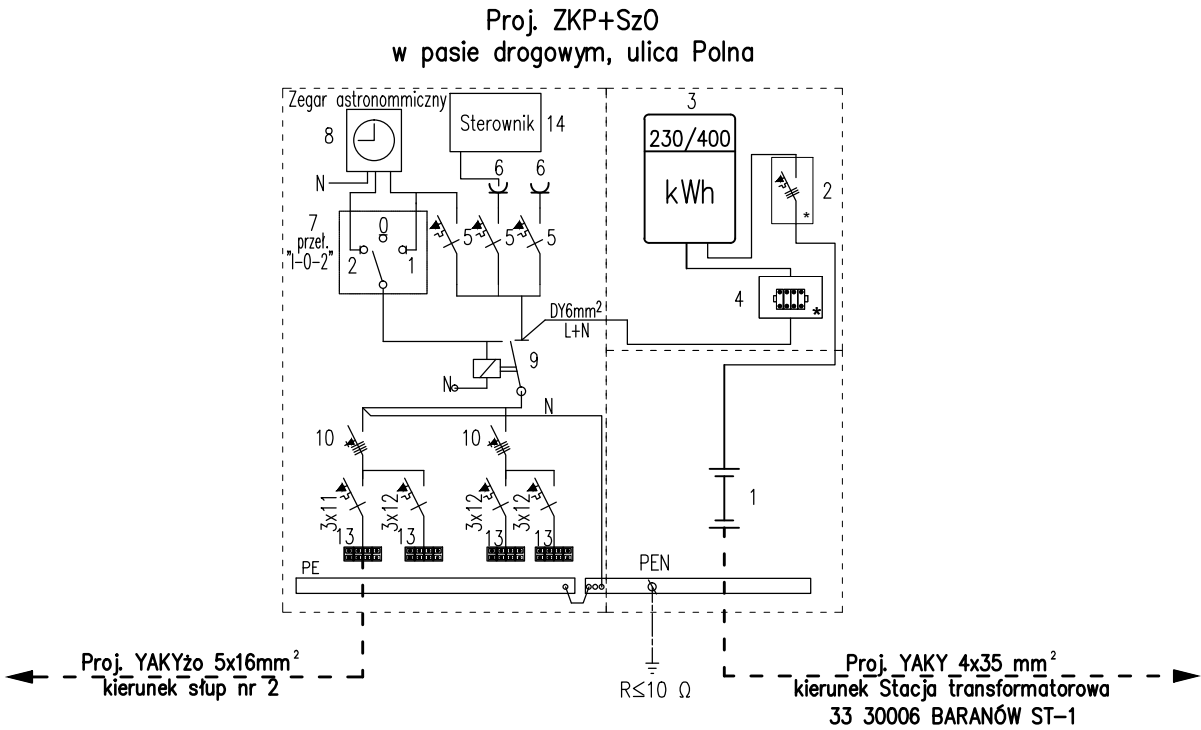 Proj. ZKP+SzO
w pasie drogowym, ulica Polna
Zegar astronommiczny
8
Sterownik
14
3
230/400
kWh
2
*
N
6
6
7
przeł.
"I-0-2"
0
2
1
5
5
5
4
*
DY6mm²
L+N
9
N
N
10
10
3x11
3x12
3x12
3x12
13
13
13
13
1
PE
PEN
R≤10 Ω
Proj. YAKYżo 5x16mm²
kierunek słup nr 2
Proj. YAKY 4x35 mm²
kierunek Stacja transformatorowa
33 30006 BARANÓW ST-1